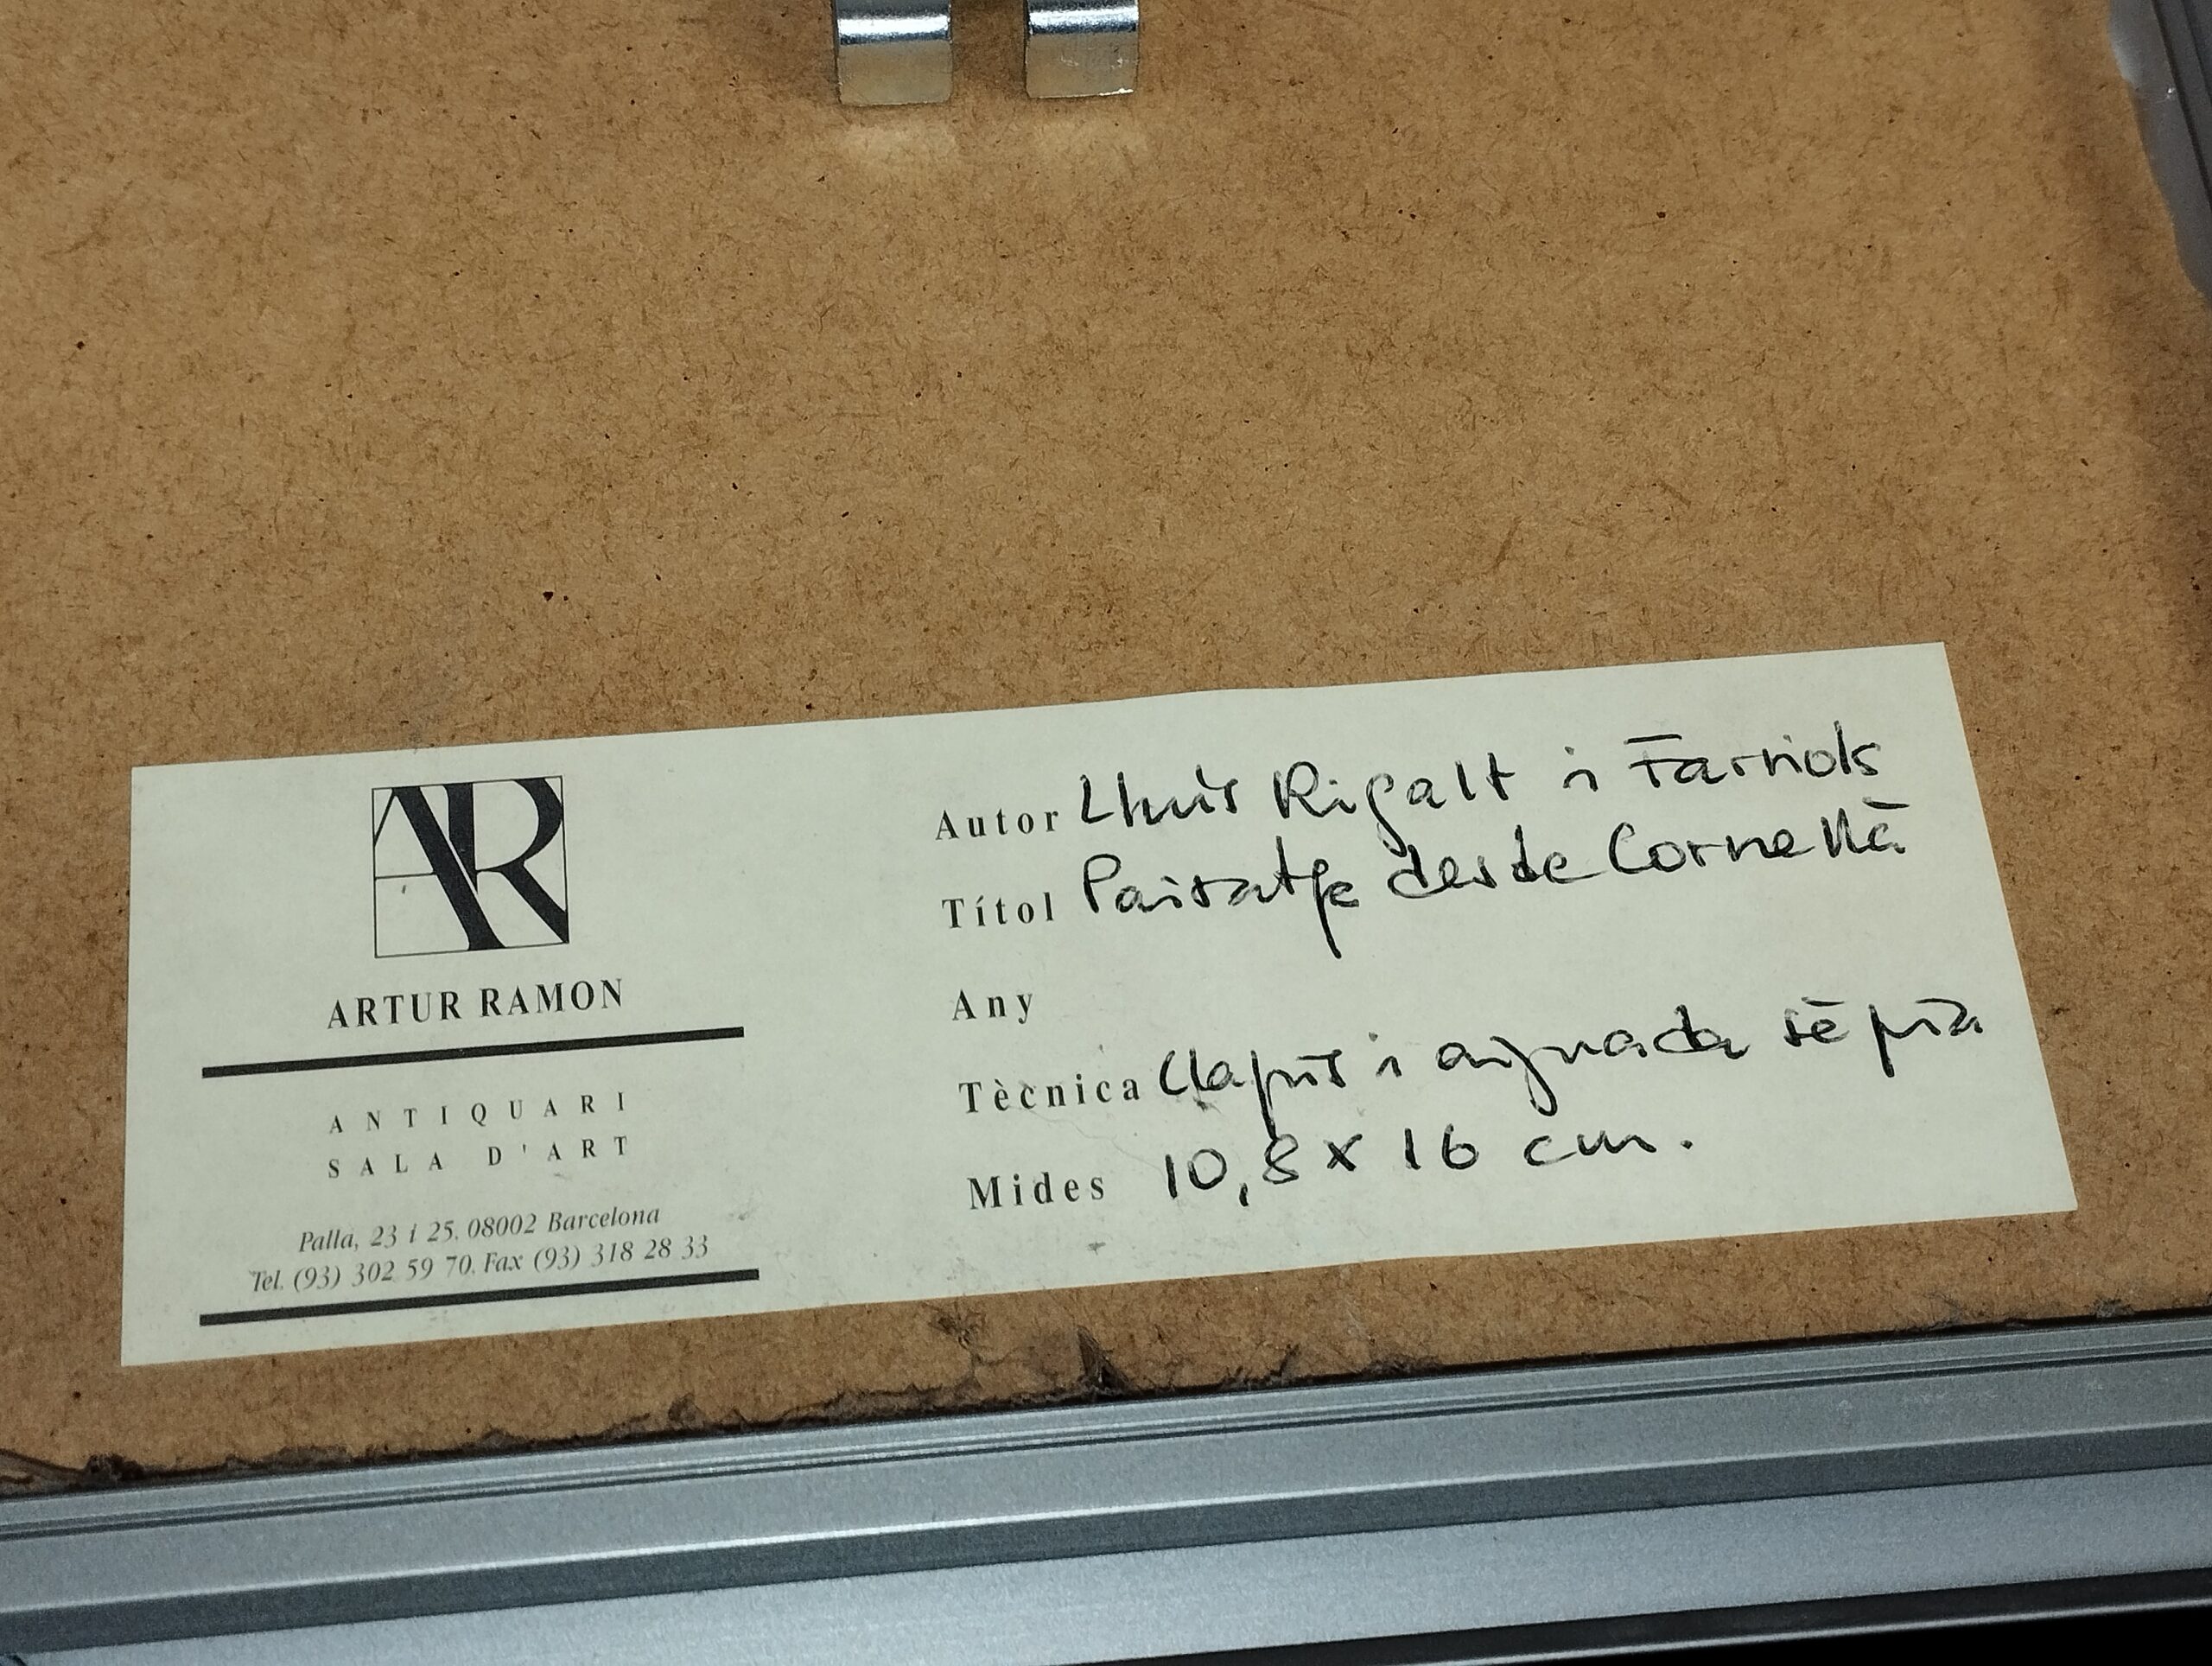 AR
ARTUR RAMON
ANTIQUARI
SALA D'ART
Palla, 23 i 25. 08002 Barcelona
Tel. (93) 302 59 70. Fax (93) 318 28 33
Autor Lluís Rigalt i Farriols
Títol Paisatge desde Cornellà
Any
Tècnica Llapis i aiguada sèpia
Mides 10,8 x 16 cm.